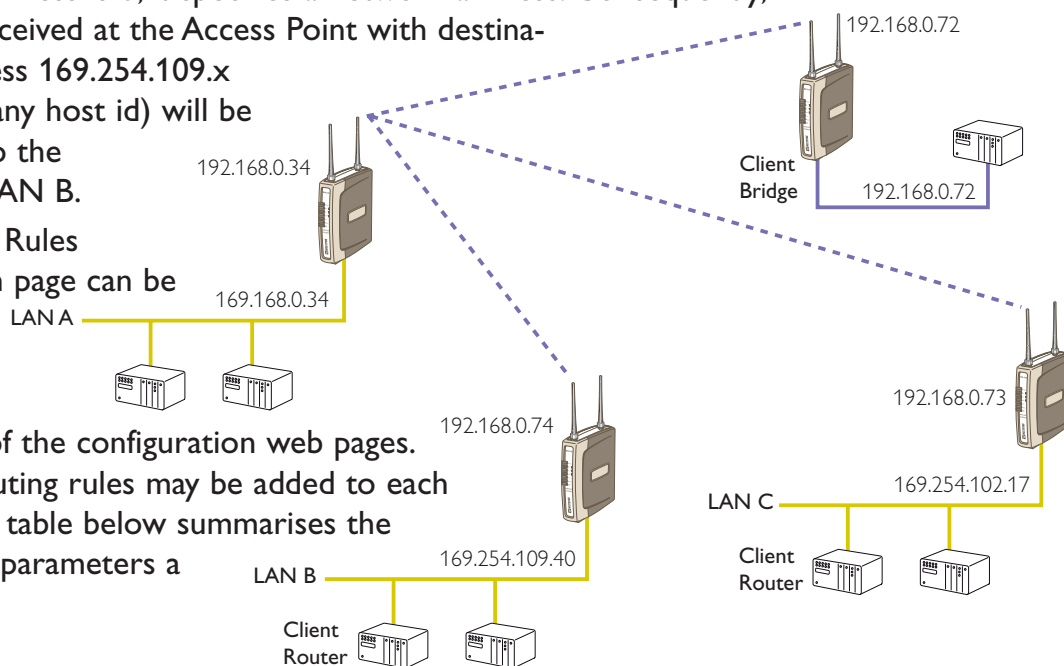 ceived at the Access Point with destina-
ess 169.254.109.x
any host id) will be
o the
AN B.
Rules
n page can be
of the configuration web pages.
uting rules may be added to each
table below summarises the
parameters a
192.168.0.34
169.168.0.34
LAN A
192.168.0.72
Client
Bridge
192.168.0.72
192.168.0.74
169.254.109.40
LAN B
Client
Router
192.168.0.73
169.254.102.17
LAN C
Client
Router